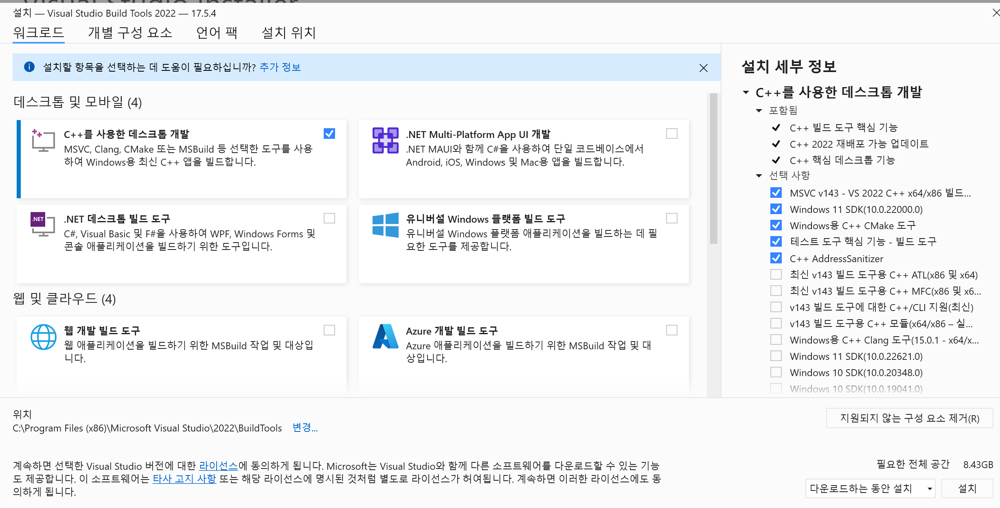 설치 — Visual Studio Build Tools 2022 — 17.5.4
워크로드 개별 구성 요소 언어 팩 설치 위치
설치할 항목을 선택하는 데 도움이 필요하십니까? 추가 정보
데스크톱 및 모바일 (4)
C++를 사용한 데스크톱 개발
MSVC, Clang, CMake 또는 MSBuild 등 선택한 도구를 사용
하여 Windows용 최신 C++ 앱을 빌드합니다.
.NET Multi-Platform App UI 개발
.NET MAUI와 함께 C#을 사용하여 단일 코드베이스에서
Android, iOS, Windows 및 Mac용 앱을 빌드합니다.
.NET
.NET 데스크톱 빌드 도구
C#, Visual Basic 및 F#을 사용하여 WPF, Windows Forms 및
콘솔 애플리케이션을 빌드하기 위한 도구입니다.
유니버설 Windows 플랫폼 빌드 도구
유니버설 Windows 플랫폼 애플리케이션을 빌드하는 데 필
요한 도구를 제공합니다.
웹 및 클라우드 (4)
웹 개발 빌드 도구
웹 애플리케이션을 빌드하기 위한 MSBuild 작업 및 대상입
니다.
Azure 개발 빌드 도구
Azure 애플리케이션을 빌드하기 위한 MSBuild 작업 및 대
상입니다.
설치 세부 정보
C++를 사용한 데스크톱 개발
포함됨
C++ 빌드 도구 핵심 기능
C++ 2022 재배포 가능 업데이트
C++ 핵심 데스크톱 기능
선택 사항
MSVC v143 - VS 2022 C++ x64/x86 빌드...
Windows 11 SDK(10.0.22000.0)
Windows용 C++ CMake 도구
테스트 도구 핵심 기능 - 빌드 도구
C++ AddressSanitizer
최신 v143 빌드 도구용 C++ ATL(x86 및 x64)
최신 v143 빌드 도구용 C++ MFC(x86 및 x6...
v143 빌드 도구에 대한 C++/CLI 지원(최신)
v143 빌드 도구용 C++ 모듈(x64/x86 – 실...
Windows용 C++ Clang 도구(15.0.1 - x64/x...
Windows 11 SDK(10.0.22621.0)
Windows 10 SDK(10.0.20348.0)
Windows 10 SDK(10.0.19041.0)
위치
C:\Program Files (x86)\Microsoft Visual Studio\2022\BuildTools 변경...
지원되지 않는 구성 요소 제거(R)
계속하면 선택한 Visual Studio 버전에 대한 라이선스에 동의하게 됩니다. Microsoft는 Visual Studio와 함께 다른 소프트웨어를 다운로드할 수 있는 기능
도 제공합니다. 이 소프트웨어는 타사 고지 사항 또는 해당 라이선스에 명시된 것처럼 별도로 라이선스가 허여됩니다. 계속하면 이러한 라이선스에도 동
의하게 됩니다.
필요한 전체 공간 8.43GB
다운로드하는 동안 설치 설치